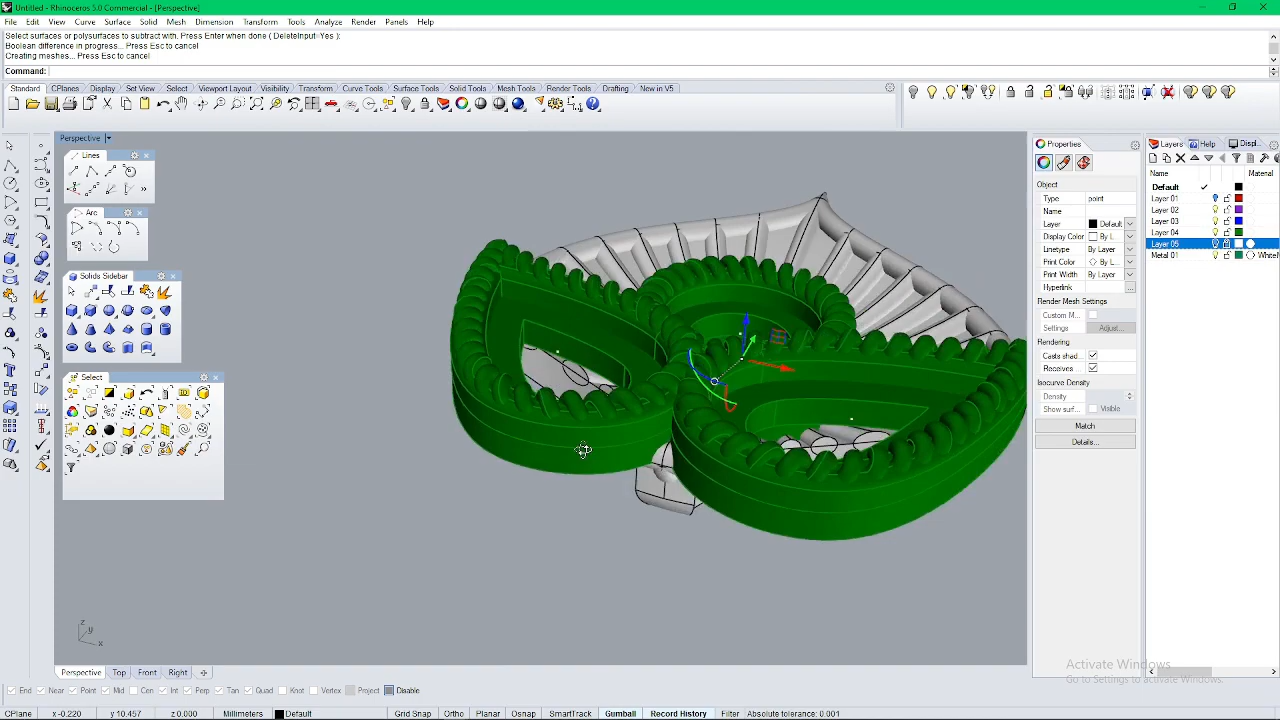 Untitled - Rhinoceros 5.0 Commercial - [Perspective]
File Edit View Curve Surface Solid Mesh Dimension Transform Tools Analyze Render Panels Help
Select surfaces or polysurfaces to subtract with. Press Enter when done ( DeleteInput=Yes ):
Boolean difference in progress... Press Esc to cancel
Creating meshes... Press Esc to cancel
Command:
Standard CPlanes Display Set View Select Viewport Layout Visibility Transform Curve Tools Surface Tools Solid Tools Mesh Tools Render Tools Drafting New in V5
Perspective
Lines
Arc
Solids Sidebar
Select
Properties
Object
Type point
Name
Layer Default
Display Color By L
Linetype By Layer
Print Color By L
Print Width By Layer
Hyperlink ...
Render Mesh Settings
Custom M...
Settings Adjust...
Rendering
Casts shad...
Receives ...
Isocurve Density
Density
Show surf... Visible
Match
Details...
Layers Help Displ
Name Material
Default
Layer 01
Layer 02
Layer 03
Layer 04
Layer 05
Metal 01
z
y
x
Activate Windows
Go to Settings to activate Windows.
Perspective Top Front Right
End Near Point Mid Cen Int Perp Tan Quad Knot Vertex Project Disable
CPlane x -0.220 y 10.457 z 0.000 Millimeters Default Grid Snap Ortho Planar Osnap SmartTrack Gumball Record History Filter Absolute tolerance: 0.001